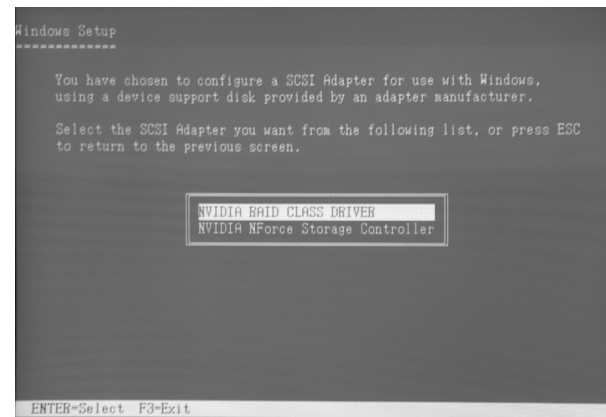 Windows Setup
=============
You have chosen to configure a SCSI Adapter for use with Windows,
using a device support disk provided by an adapter manufacturer.
Select the SCSI Adapter you want from the following list, or press ESC
to return to the previous screen.
NVIDIA RAID CLASS DRIVER
NVIDIA NForce Storage Controller
ENTER=Select F3=Exit